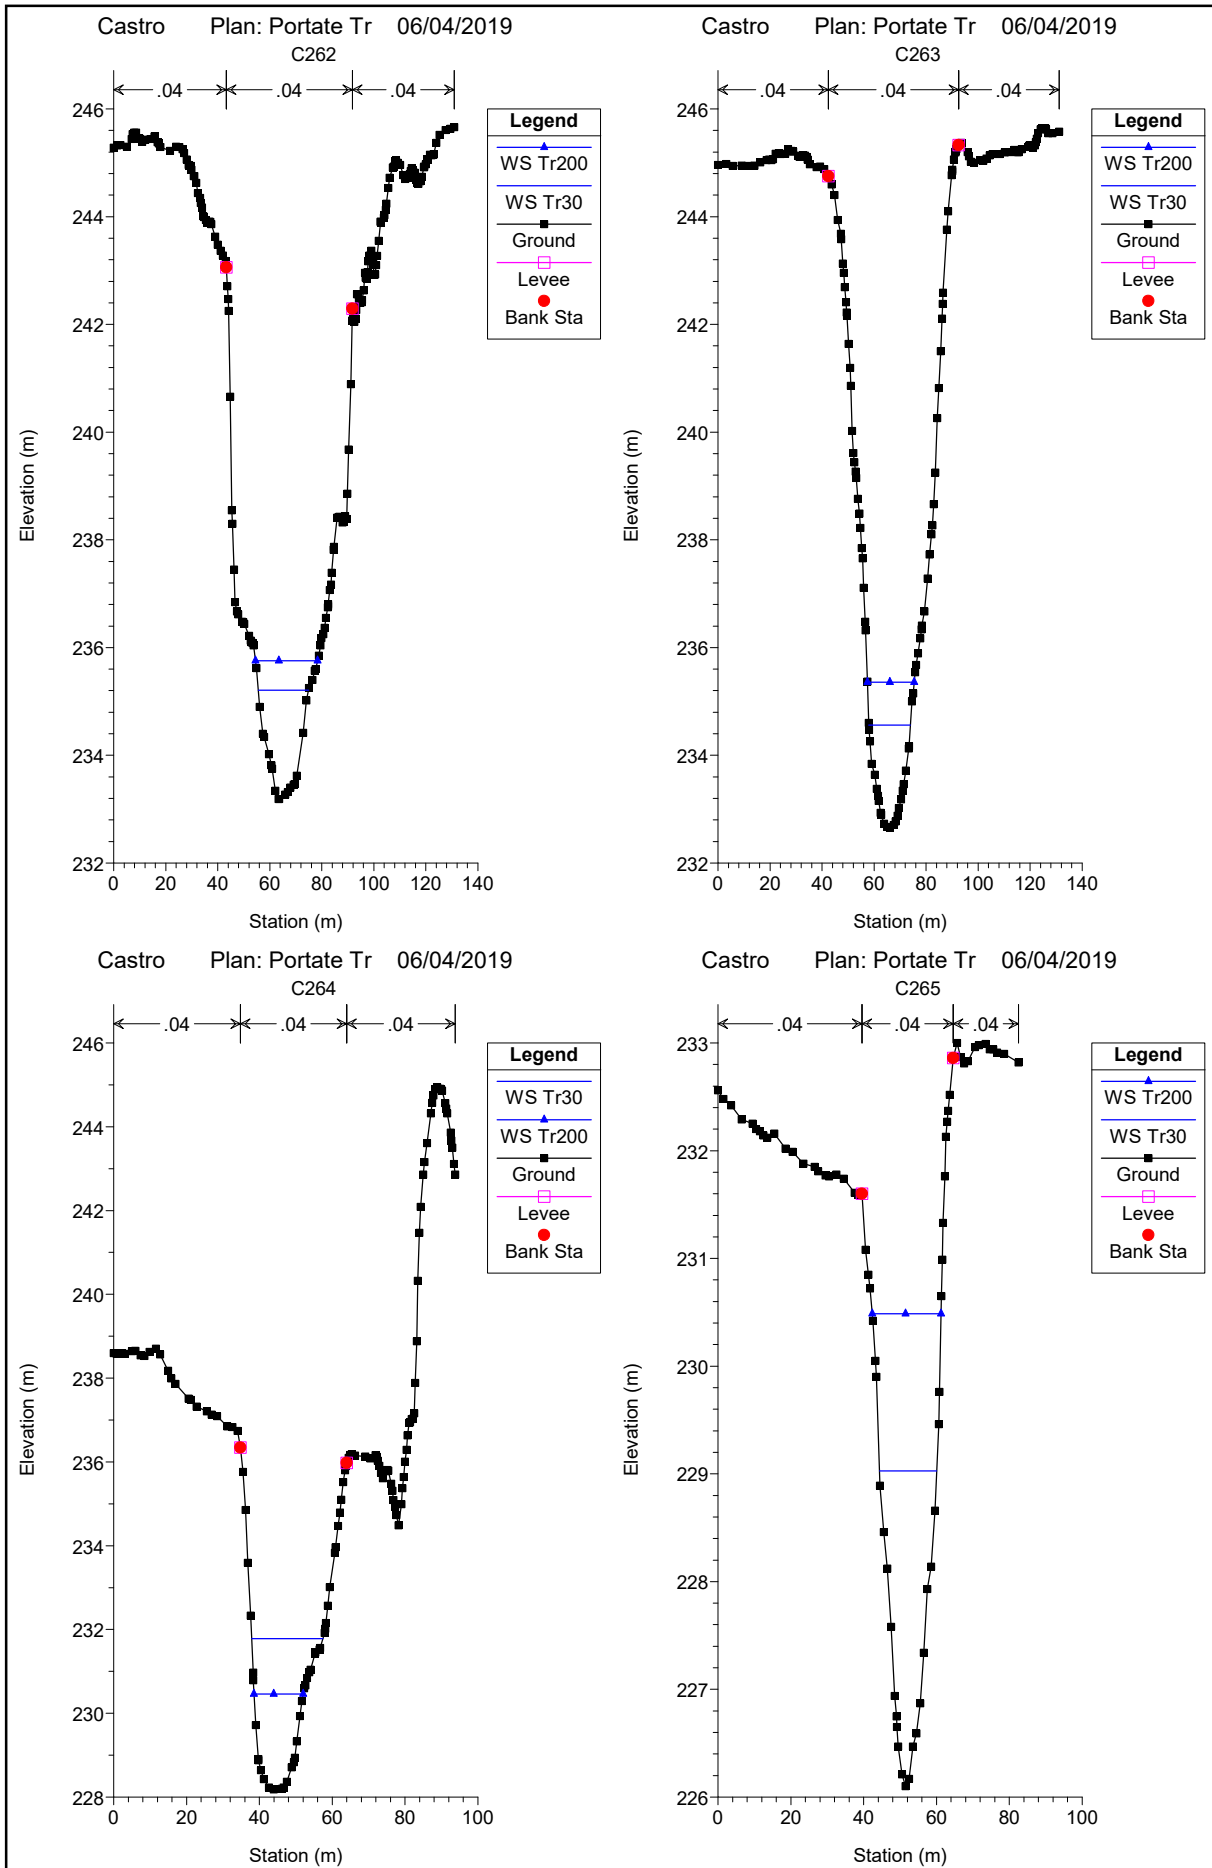 Castro Plan: Portate Tr 06/04/2019
C262
.04 .04 .04
Legend
WS Tr200
WS Tr30
Ground
Levee
Bank Sta
246
244
242
240
238
236
234
232
Elevation (m)
0 20 40 60 80 100 120 140
Station (m)
Castro Plan: Portate Tr 06/04/2019
C263
.04 .04 .04
Legend
WS Tr200
WS Tr30
Ground
Levee
Bank Sta
246
244
242
240
238
236
234
232
Elevation (m)
0 20 40 60 80 100 120 140
Station (m)
Castro Plan: Portate Tr 06/04/2019
C264
.04 .04 .04
Legend
WS Tr30
WS Tr200
Ground
Levee
Bank Sta
246
244
242
240
238
236
234
232
230
228
Elevation (m)
0 20 40 60 80 100
Station (m)
Castro Plan: Portate Tr 06/04/2019
C265
.04 .04 .04
Legend
WS Tr200
WS Tr30
Ground
Levee
Bank Sta
233
232
231
230
229
228
227
226
Elevation (m)
0 20 40 60 80 100
Station (m)